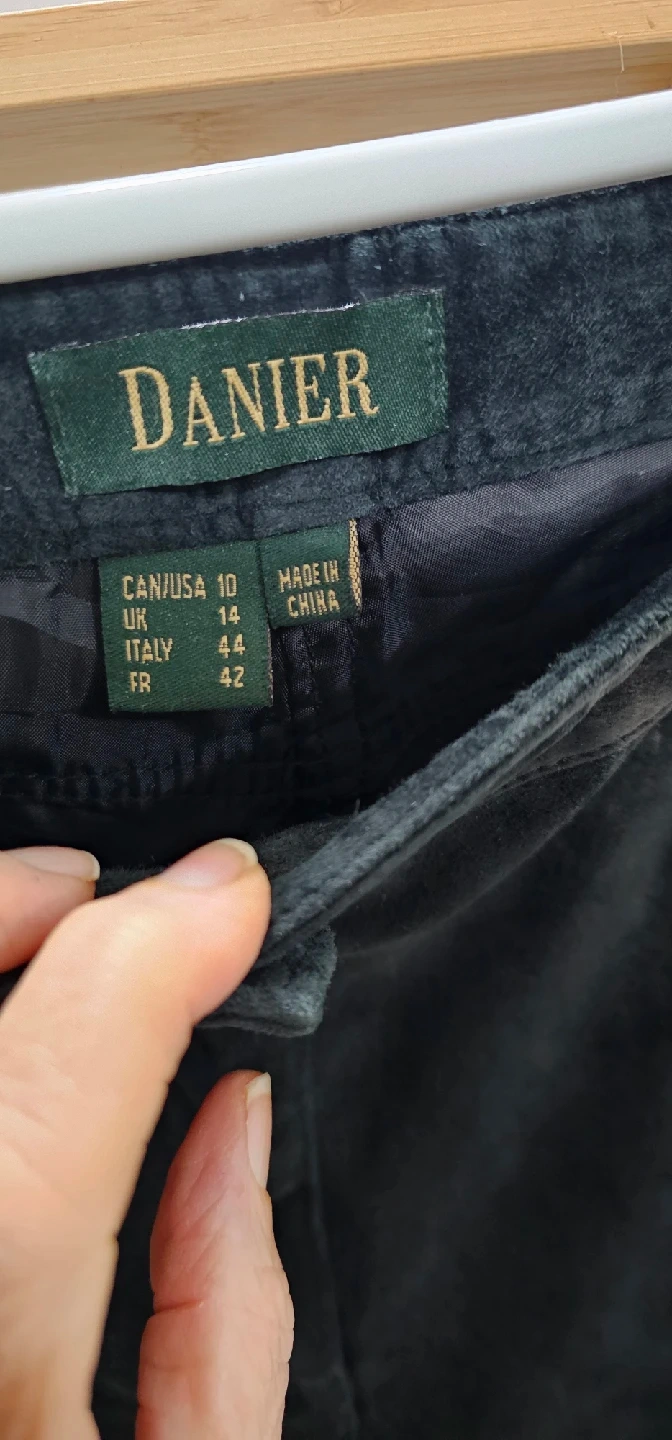 DANIER
CAN/USA 10
UK 14
ITALY 44
FR 42
MADE IN
CHINA